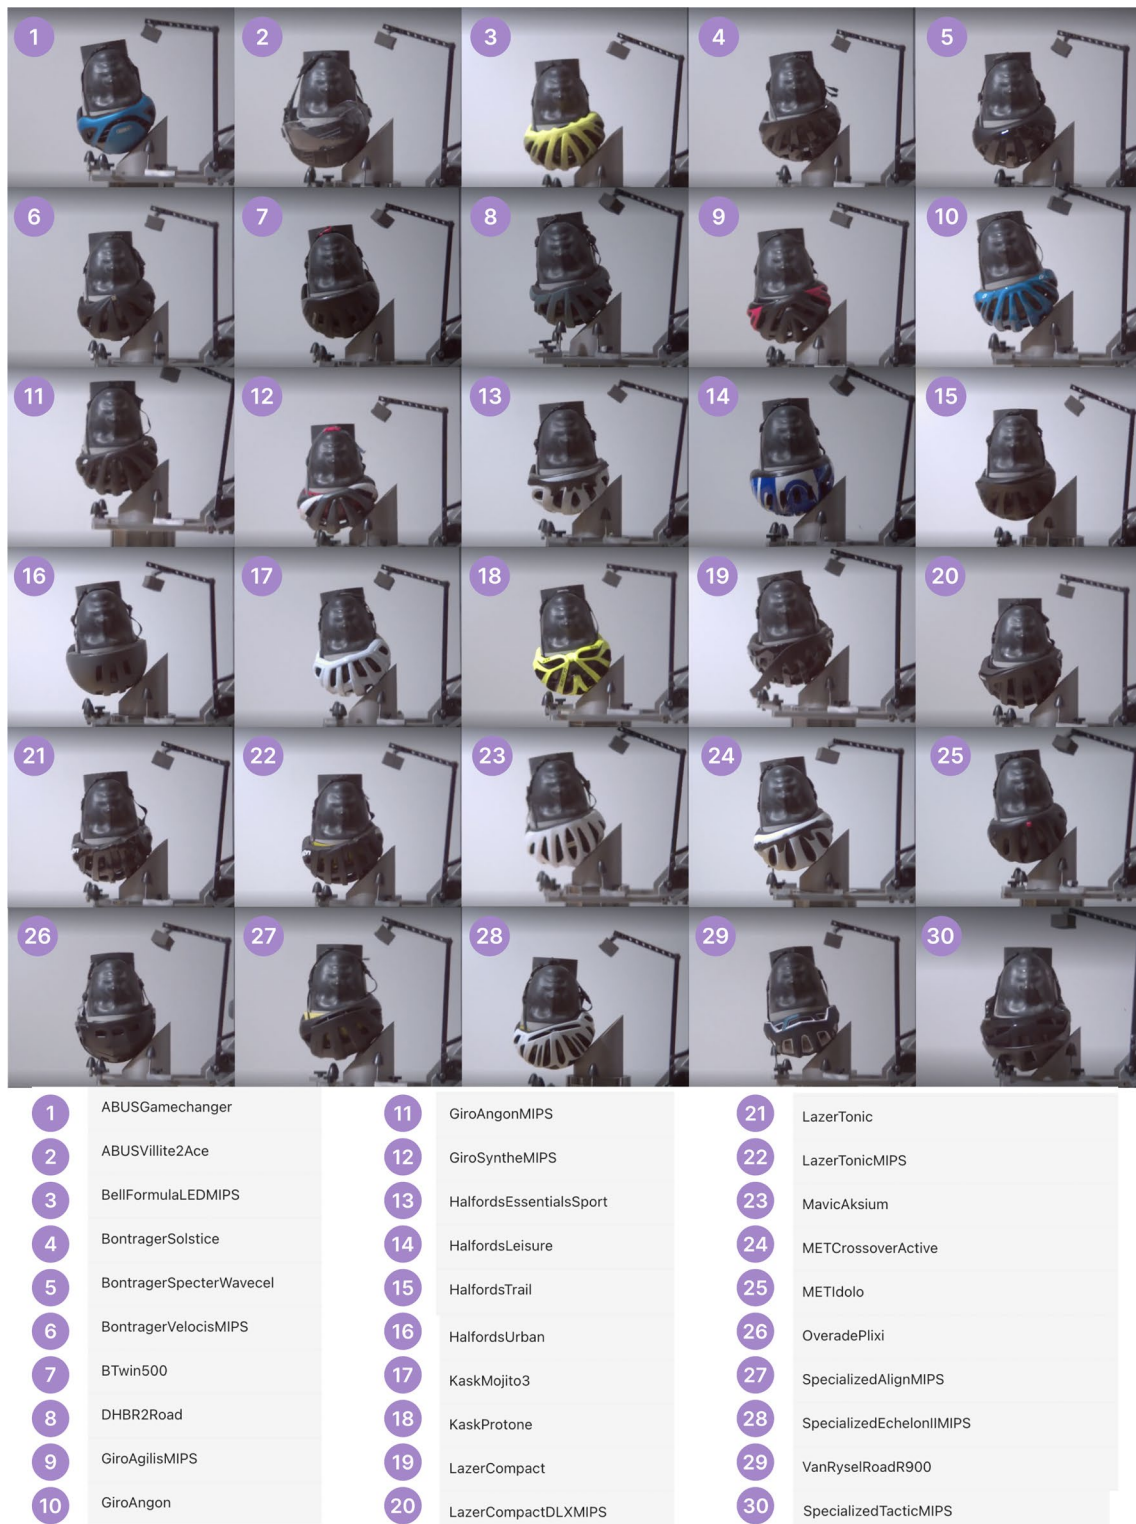 1 2 3 4 5
6 7 8 9 10
11 12 13 14 15
16 17 18 19 20
21 22 23 24 25
26 27 28 29 30
1 ABUSGamechanger
2 ABUSVillite2Ace
3 BellFormulaLEDMIPS
4 BontragerSolstice
5 BontragerSpecterWavecel
6 BontragerVelocisMIPS
7 BTwin500
8 DHBR2Road
9 GiroAgilisMIPS
10 GiroAngon
11 GiroAngonMIPS
12 GiroSyntheMIPS
13 HalfordsEssentialsSport
14 HalfordsLeisure
15 HalfordsTrail
16 HalfordsUrban
17 KaskMojito3
18 KaskProtone
19 LazerCompact
20 LazerCompactDLXMIPS
21 LazerTonic
22 LazerTonicMIPS
23 MavicAksium
24 METCrossoverActive
25 METIdolo
26 OveradePlixi
27 SpecializedAlignMIPS
28 SpecializedEchelonIIMIPS
29 VanRyselRoadR900
30 SpecializedTacticMIPS